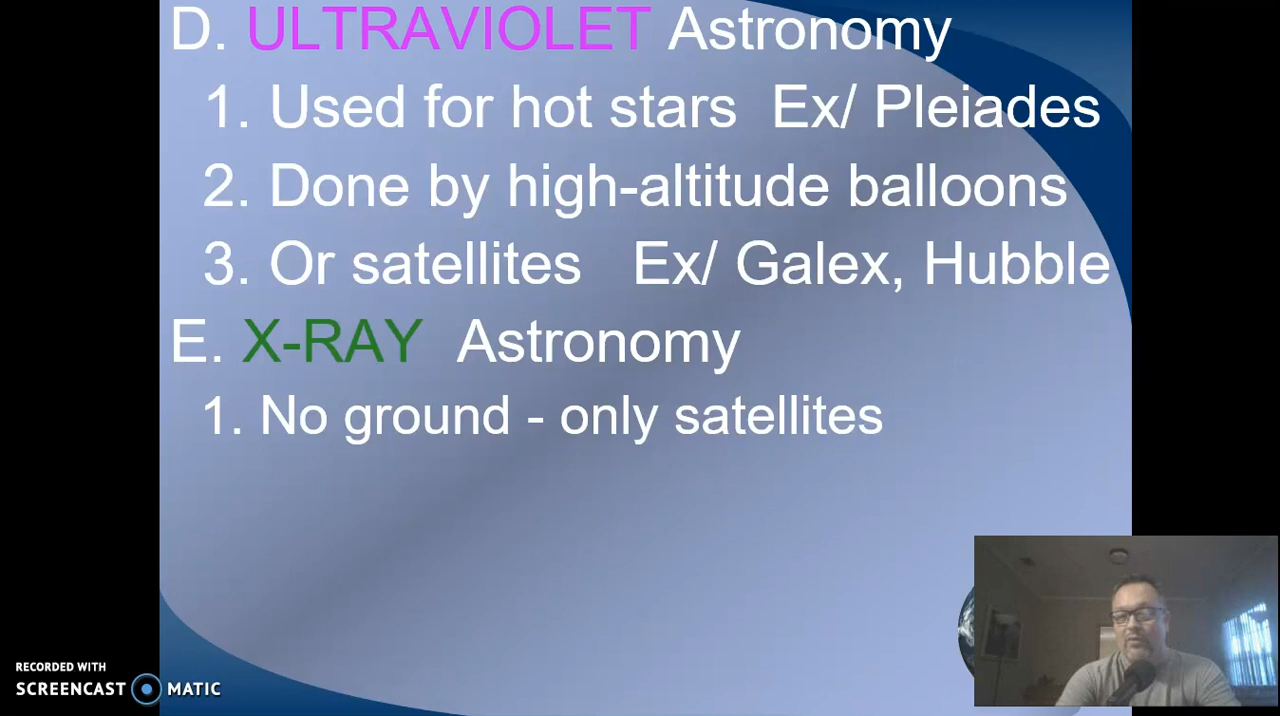 D. ULTRAVIOLET Astronomy
1. Used for hot stars Ex/ Pleiades
2. Done by high-altitude balloons
3. Or satellites Ex/ Galex, Hubble
E. X-RAY Astronomy
1. No ground - only satellites
RECORDED WITH
SCREENCAST MATIC